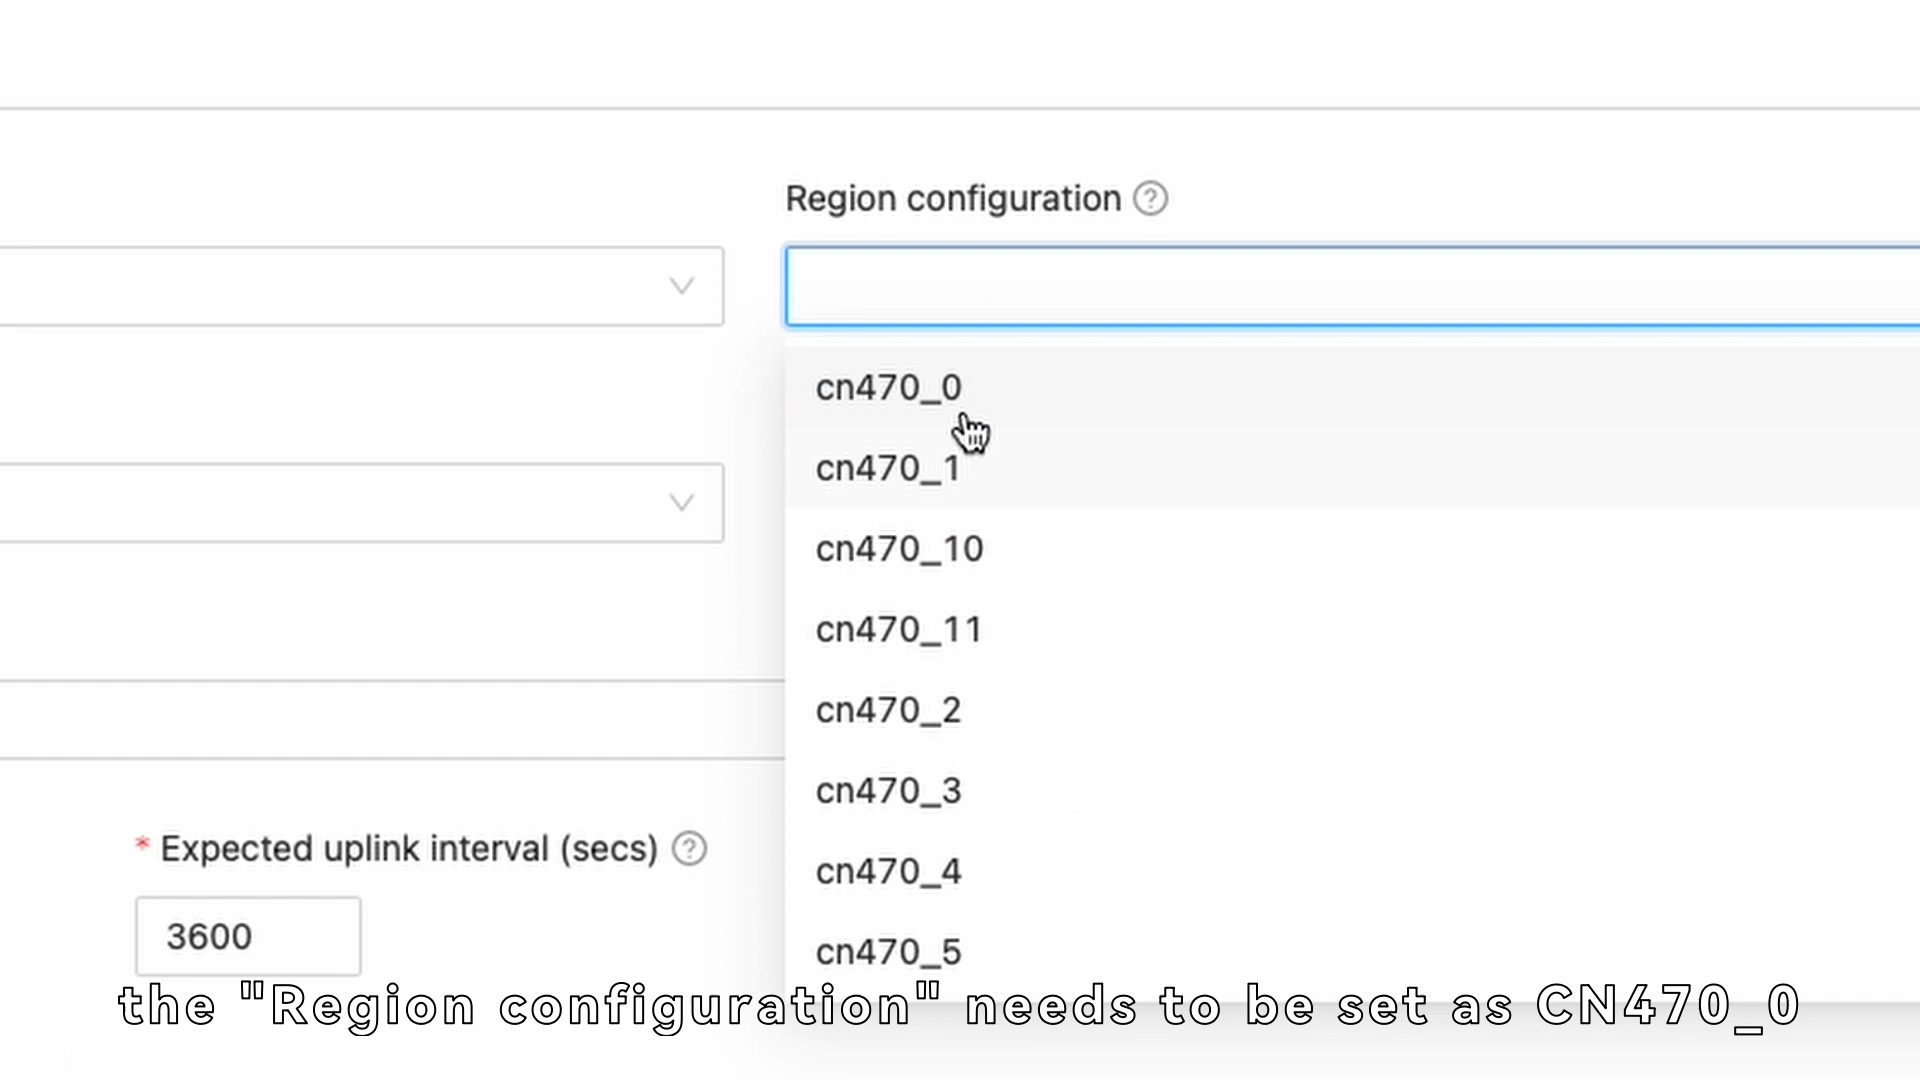 Region configuration
cn470_0
cn470_1
cn470_10
cn470_11
cn470_2
cn470_3
cn470_4
cn470_5
* Expected uplink interval (secs)
3600
the "Region configuration" needs to be set as CN470_0